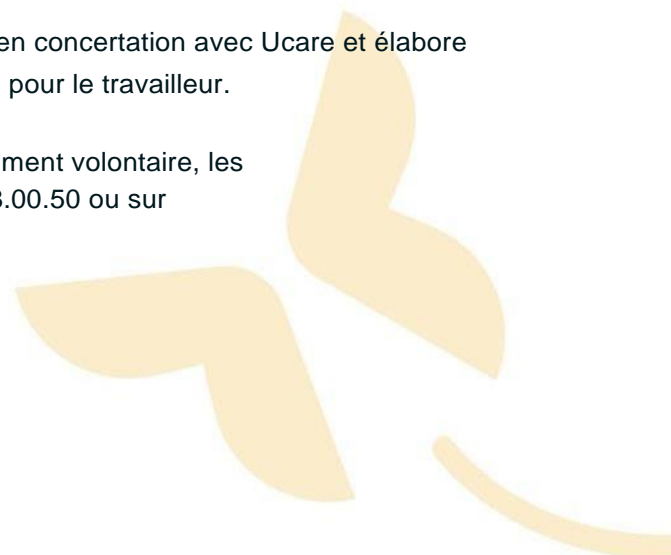 en concertation avec Ucare et élabore
pour le travailleur.
ment volontaire, les
.00.50 ou sur